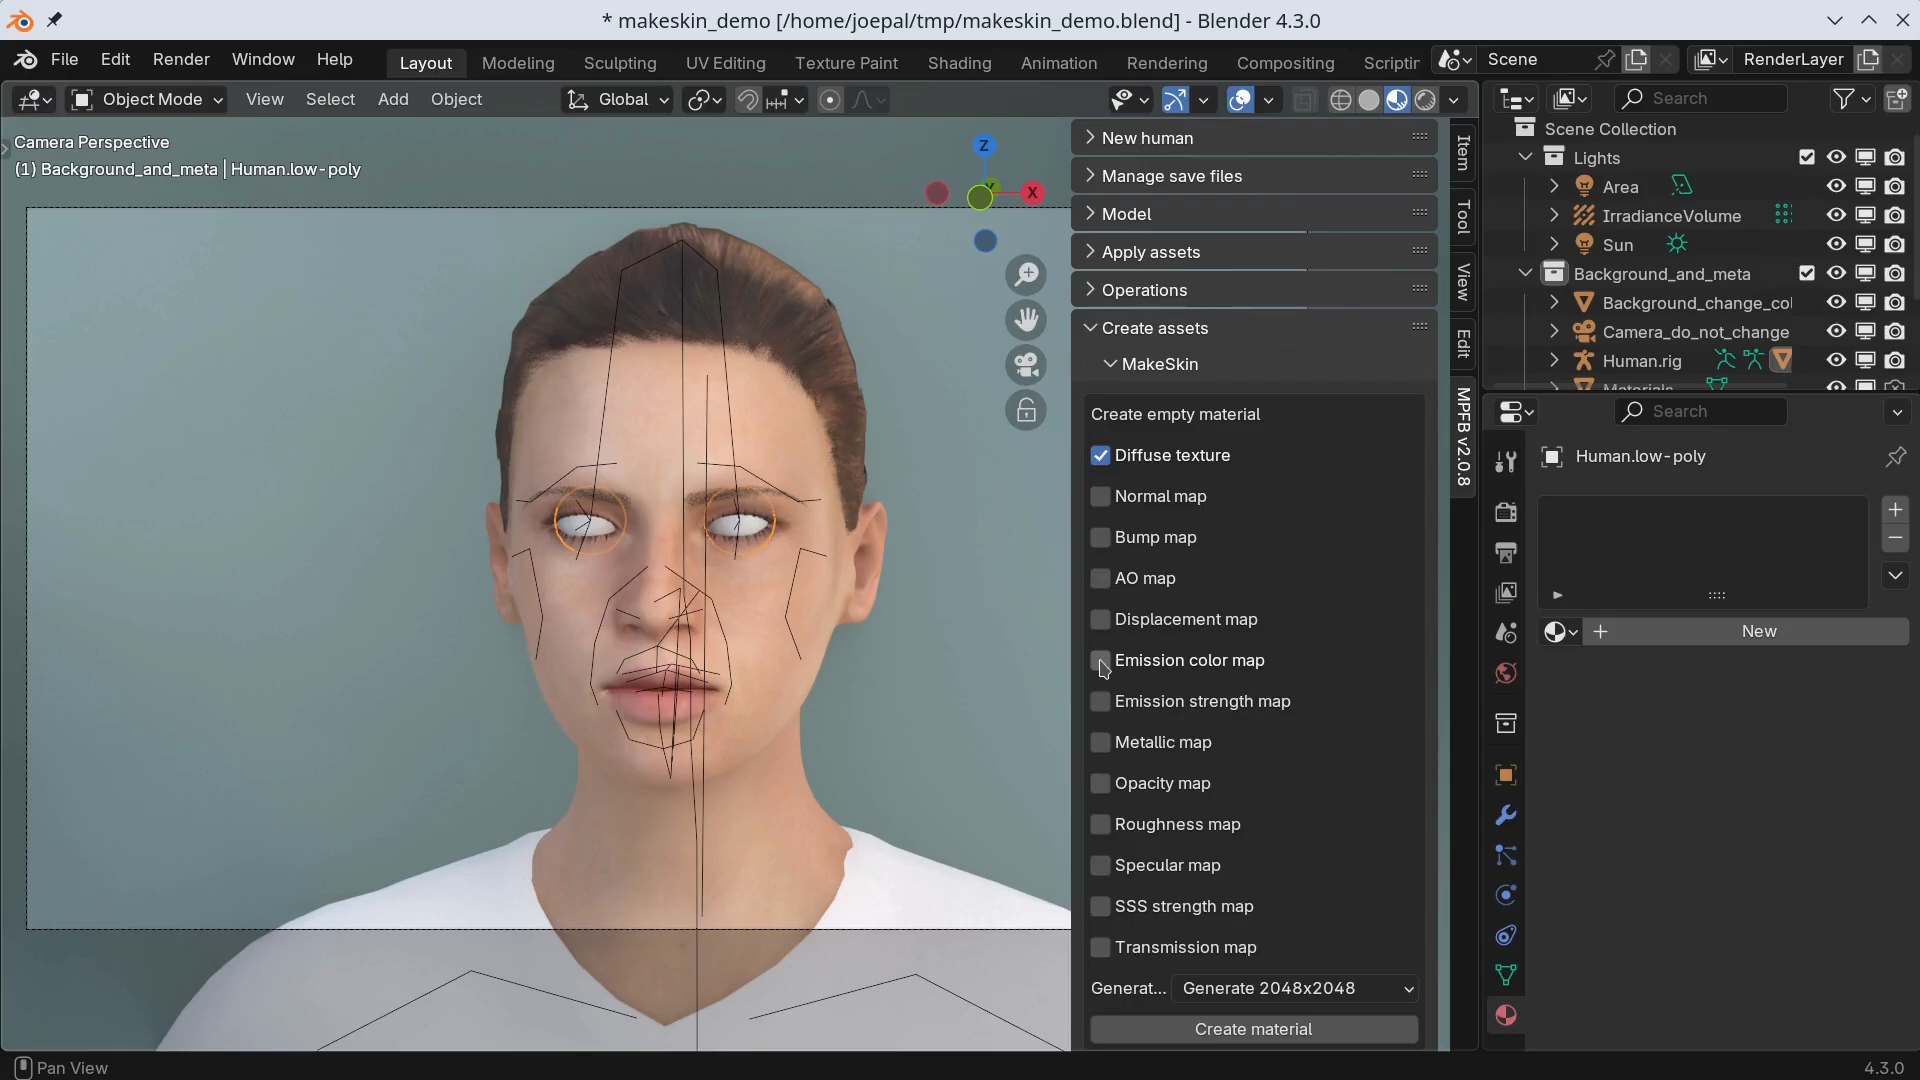 * makeskin_demo [/home/joepal/tmp/makeskin_demo.blend] - Blender 4.3.0
File Edit Render Window Help Layout Modeling Sculpting UV Editing Texture Paint Shading Animation Rendering Compositing Scriptin Scene RenderLayer
Object Mode View Select Add Object Global Search
Camera Perspective
(1) Background_and_meta | Human.low-poly
Z
X
Y
New human
Manage save files
Model
Apply assets
Operations
Create assets
MakeSkin
Create empty material
Diffuse texture
Normal map
Bump map
AO map
Displacement map
Emission color map
Emission strength map
Metallic map
Opacity map
Roughness map
Specular map
SSS strength map
Transmission map
Generat... Generate 2048x2048
Create material
Item
Tool
View
Edit
MPFB v2.0.8
Scene Collection
Lights
Area
IrradianceVolume
Sun
Background_and_meta
Background_change_col
Camera_do_not_change
Human.rig
Materials
Search
Human.low-poly
New
Pan View
4.3.0